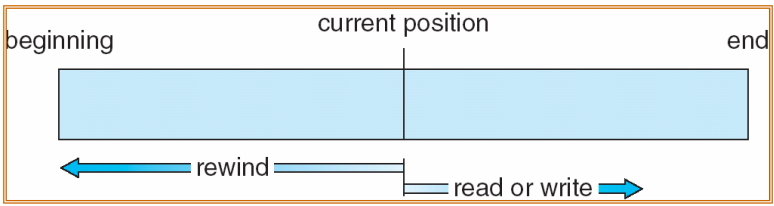 current position
beginning
end
rewind
read or write